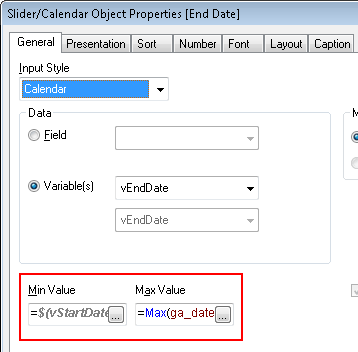 Slider/Calendar Object Properties [End Date]
General Presentation Sort Number Font Layout Caption
Input Style
Calendar
Data
Field
Variable(s) vEndDate
vEndDate
Min Value Max Value
=$(vStartDate ... =Max(ga_date ...